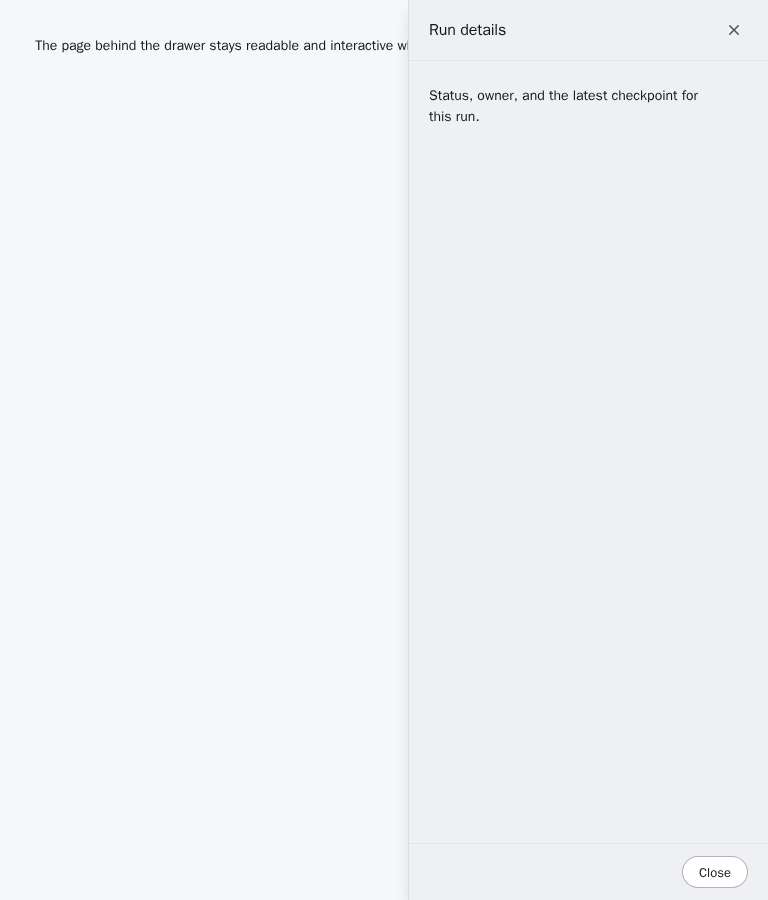 The page behind the drawer stays readable and interactive
Run details
Status, owner, and the latest checkpoint for
this run.
Close